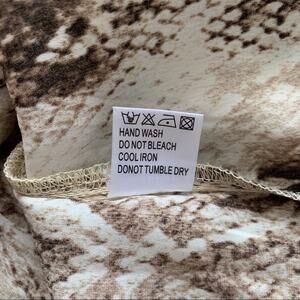 HAND WASH
DO NOT BLEACH
COOL IRON
DONOT TUMBLE DRY